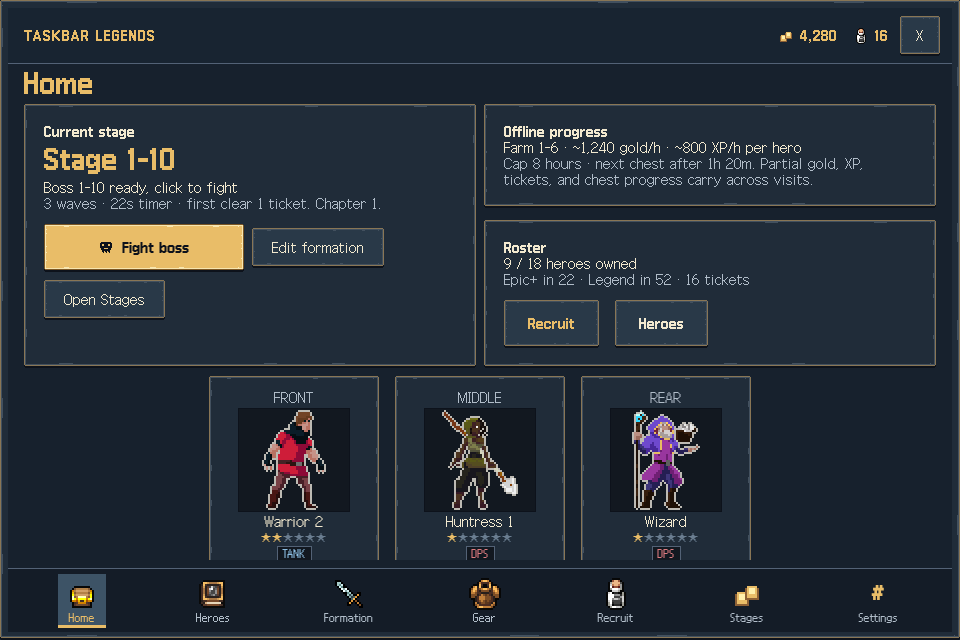 TASKBAR LEGENDS
4,280
16
X
Home
Current stage
Stage 1-10
Boss 1-10 ready, click to fight
3 waves · 22s timer · first clear 1 ticket. Chapter 1.
Fight boss
Edit formation
Open Stages
Offline progress
Farm 1-6 · ~1,240 gold/h · ~800 XP/h per hero
Cap 8 hours · next chest after 1h 20m. Partial gold, XP,
tickets, and chest progress carry across visits.
Roster
9 / 18 heroes owned
Epic+ in 22 · Legend in 52 · 16 tickets
Recruit
Heroes
FRONT
Warrior 2
TANK
MIDDLE
Huntress 1
DPS
REAR
Wizard
DPS
Home
Heroes
Formation
Gear
Recruit
Stages
#
Settings